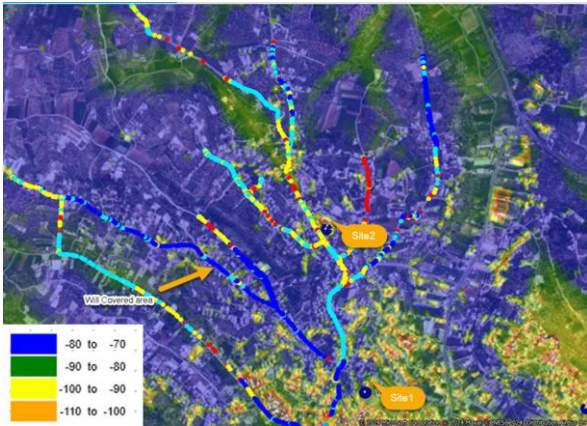 Site2
Will Covered area
Site1
-80 to -70
-90 to -80
-100 to -90
-110 to -100